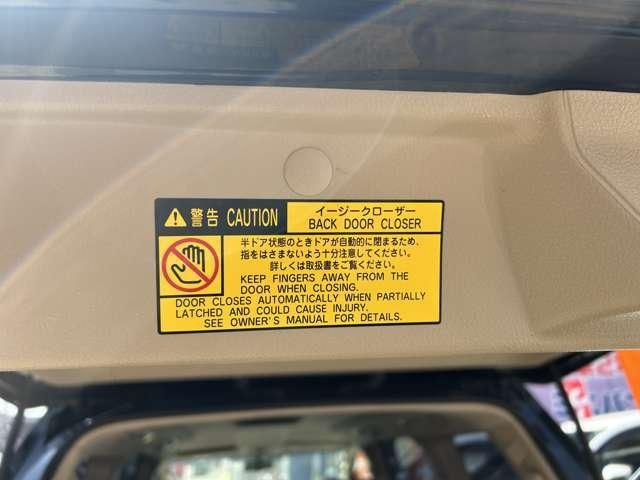 警告 CAUTION
イージークローザー
BACK DOOR CLOSER
半ドア状態のときドアが自動的に閉まるため、
指をはさまないよう十分注意してください。
詳しくは取扱書をご覧ください。
KEEP FINGERS AWAY FROM THE
DOOR WHEN CLOSING.
DOOR CLOSES AUTOMATICALLY WHEN PARTIALLY
LATCHED AND COULD CAUSE INJURY.
SEE OWNER'S MANUAL FOR DETAILS.